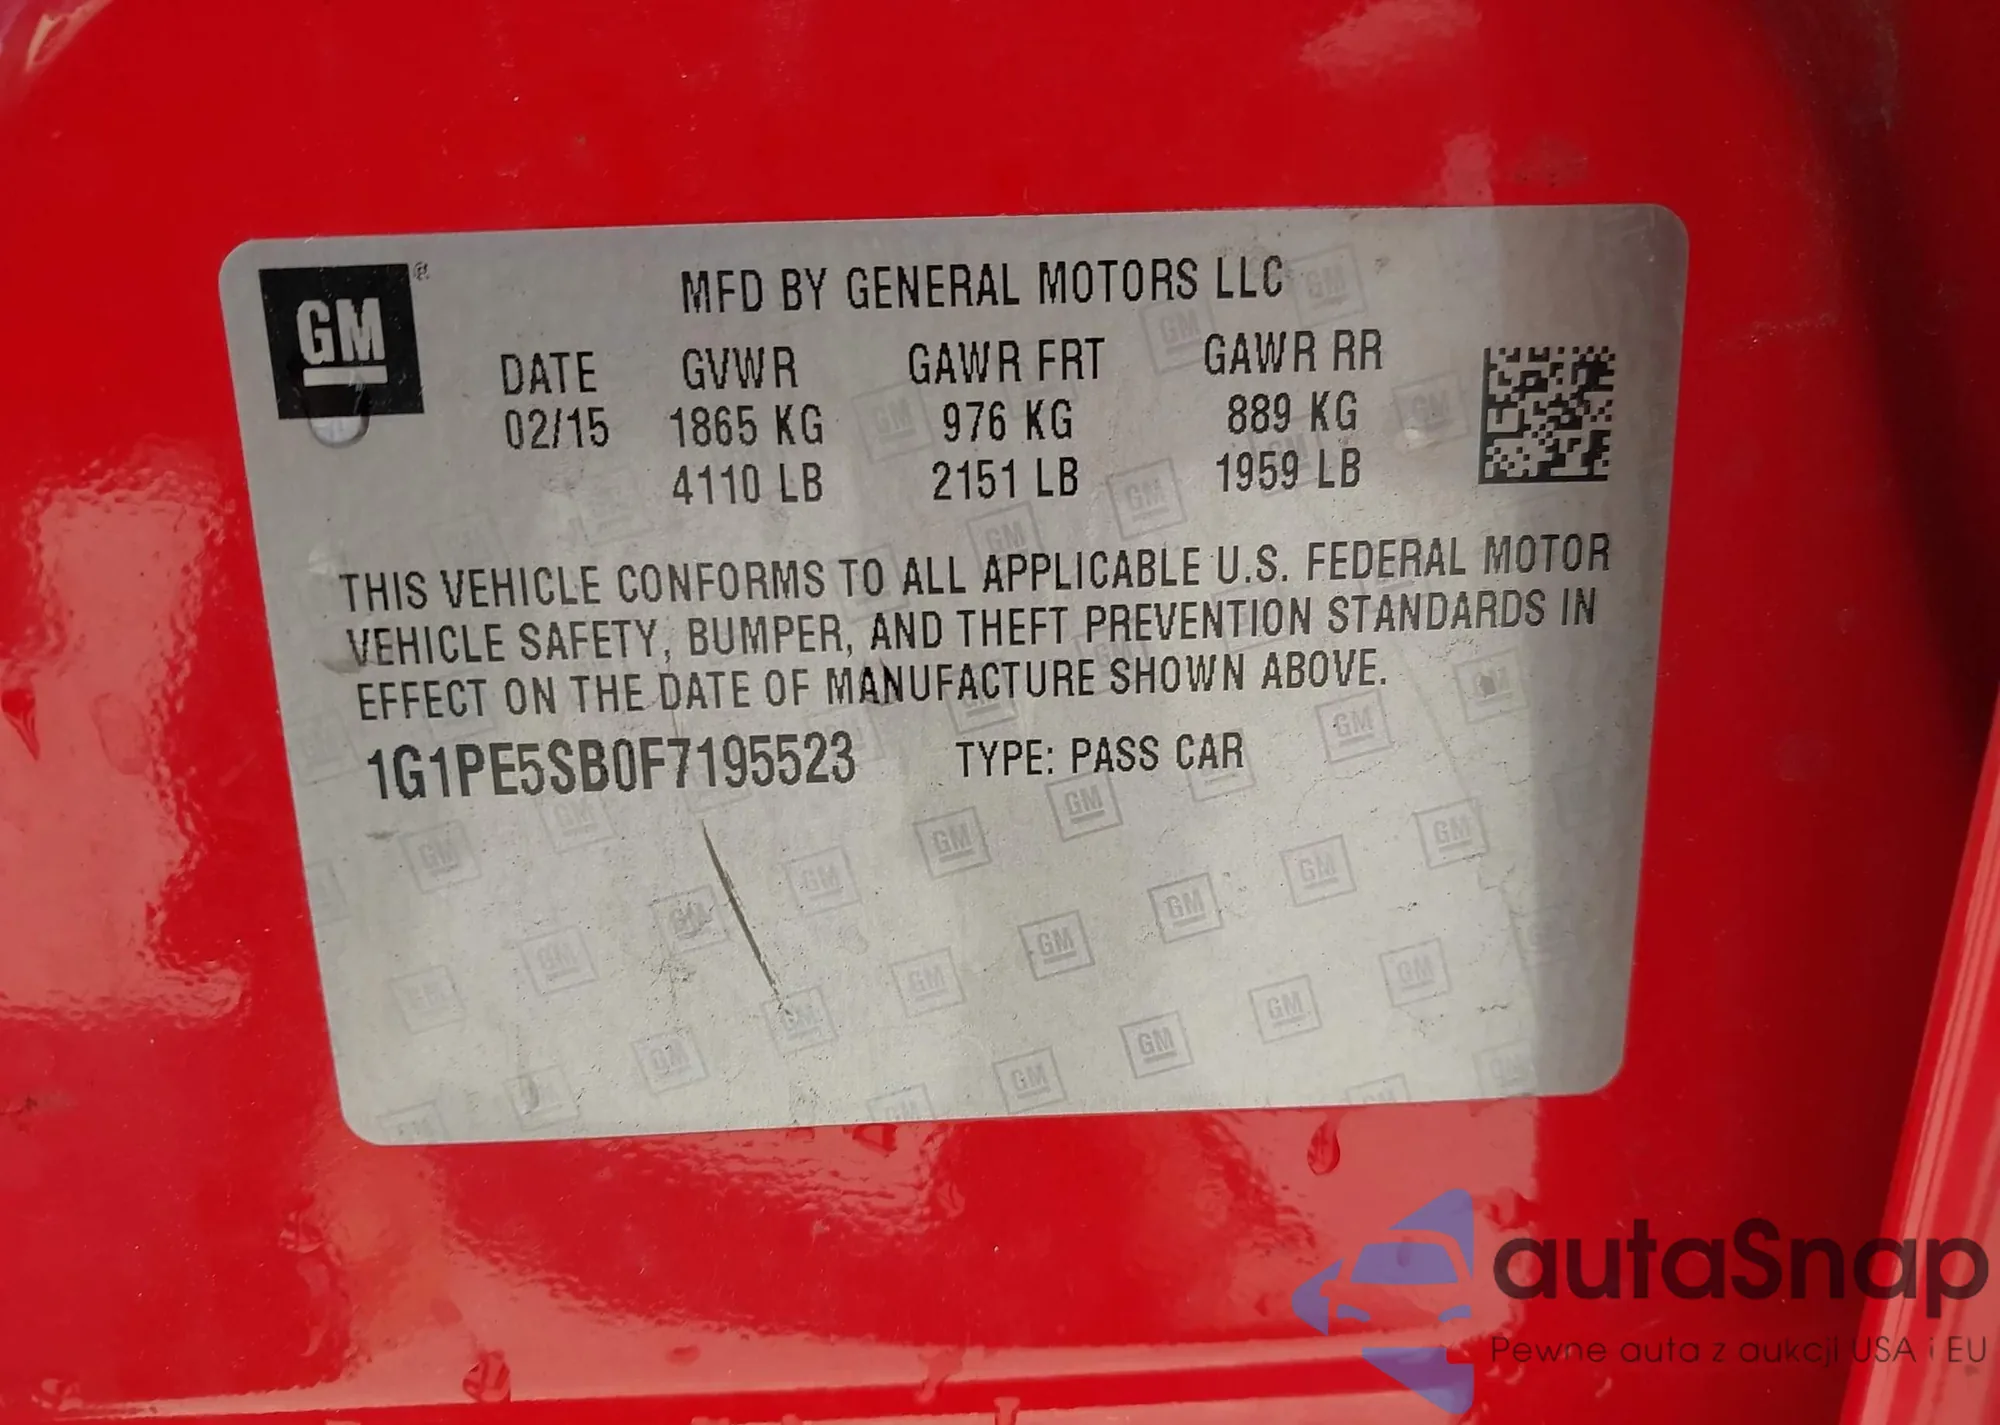 GM®
MFD BY GENERAL MOTORS LLC
DATE GVWR GAWR FRT GAWR RR
02/15 1865 KG 976 KG 889 KG
4110 LB 2151 LB 1959 LB
THIS VEHICLE CONFORMS TO ALL APPLICABLE U.S. FEDERAL MOTOR
VEHICLE SAFETY, BUMPER, AND THEFT PREVENTION STANDARDS IN
EFFECT ON THE DATE OF MANUFACTURE SHOWN ABOVE.
1G1PE5SB0F7195523 TYPE: PASS CAR
autaSnap
Pewne auta z aukcji USA i EU